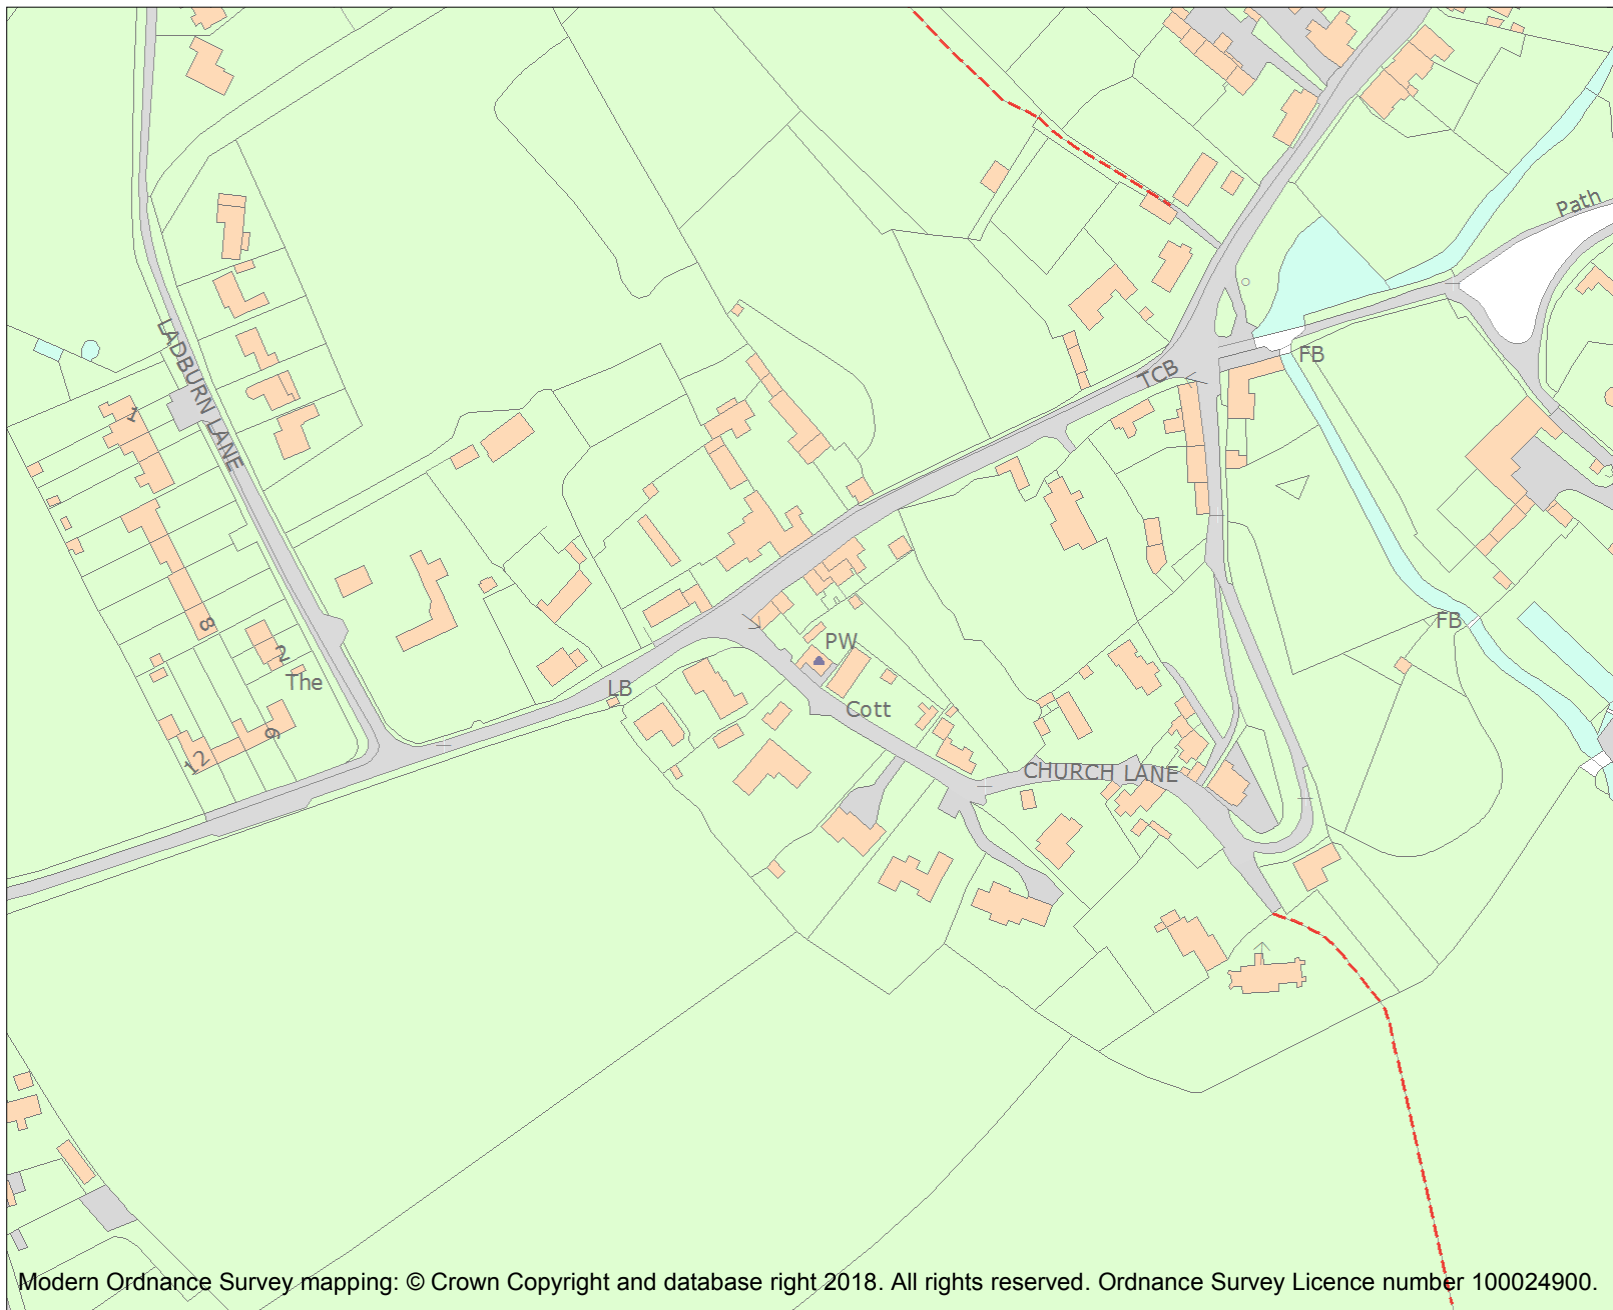 Path
LADBURN LANE
TCB
FB
1
8
2
The
6
12
FB
PW
LB
Cott
CHURCH LANE
Modern Ordnance Survey mapping: © Crown Copyright and database right 2018. All rights reserved. Ordnance Survey Licence number 100024900.